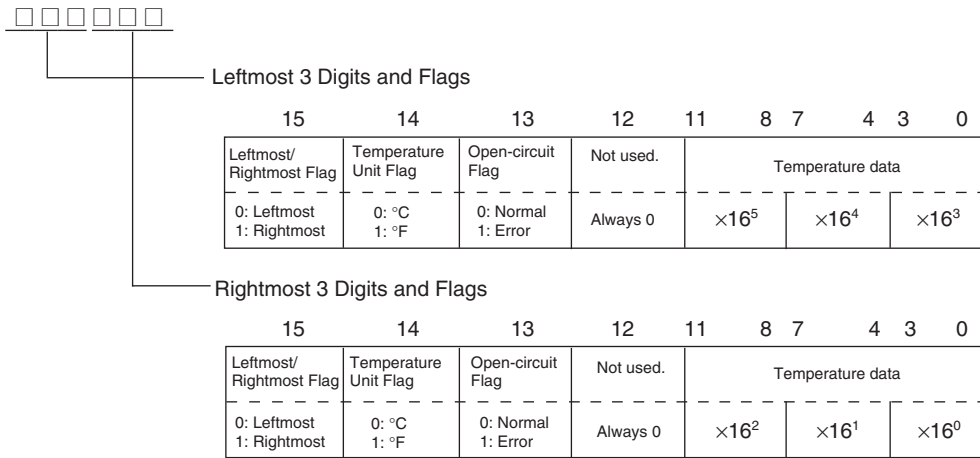 □ □ □ □ □ □
Leftmost 3 Digits and Flags
15 14 13 12 11 8 7 4 3 0
Leftmost/ Rightmost Flag Temperature Unit Flag Open-circuit Flag Not used. Temperature data
0: Leftmost 1: Rightmost 0: °C 1: °F 0: Normal 1: Error Always 0 ×16⁵ ×16⁴ ×16³
Rightmost 3 Digits and Flags
15 14 13 12 11 8 7 4 3 0
Leftmost/ Rightmost Flag Temperature Unit Flag Open-circuit Flag Not used. Temperature data
0: Leftmost 1: Rightmost 0: °C 1: °F 0: Normal 1: Error Always 0 ×16² ×16¹ ×16⁰